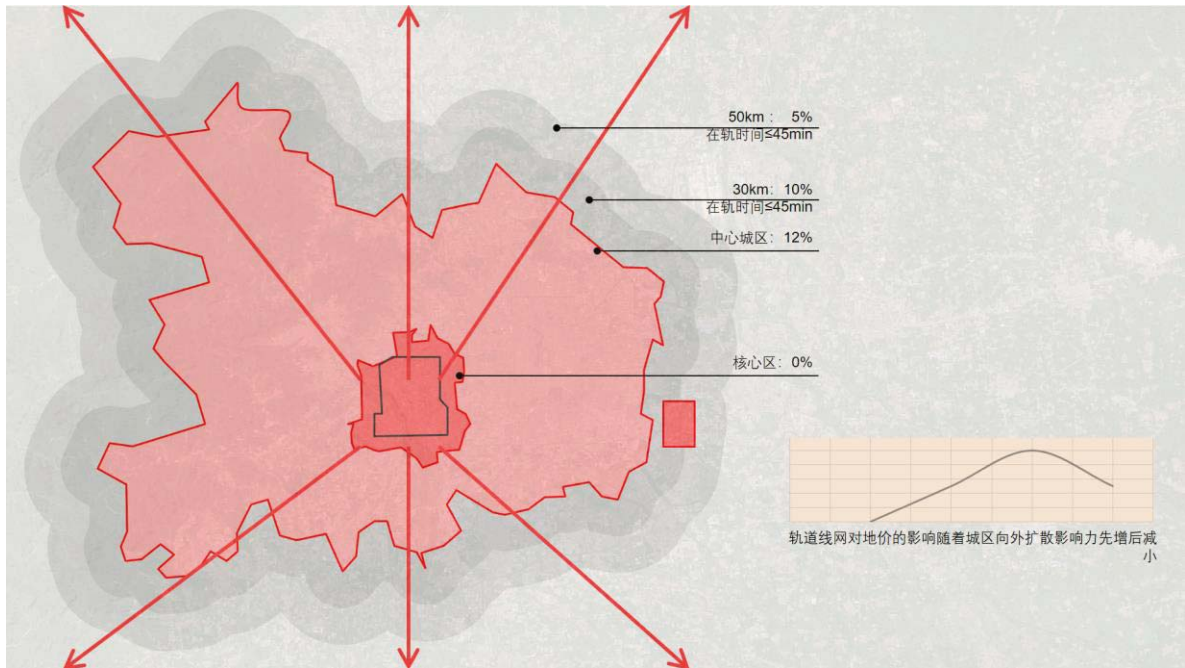 50km： 5%
在轨时间≤45min
30km：10%
在轨时间≤45min
中心城区：12%
核心区：0%
轨道线网对地价的影响随着城区向外扩散影响力先增后减
小